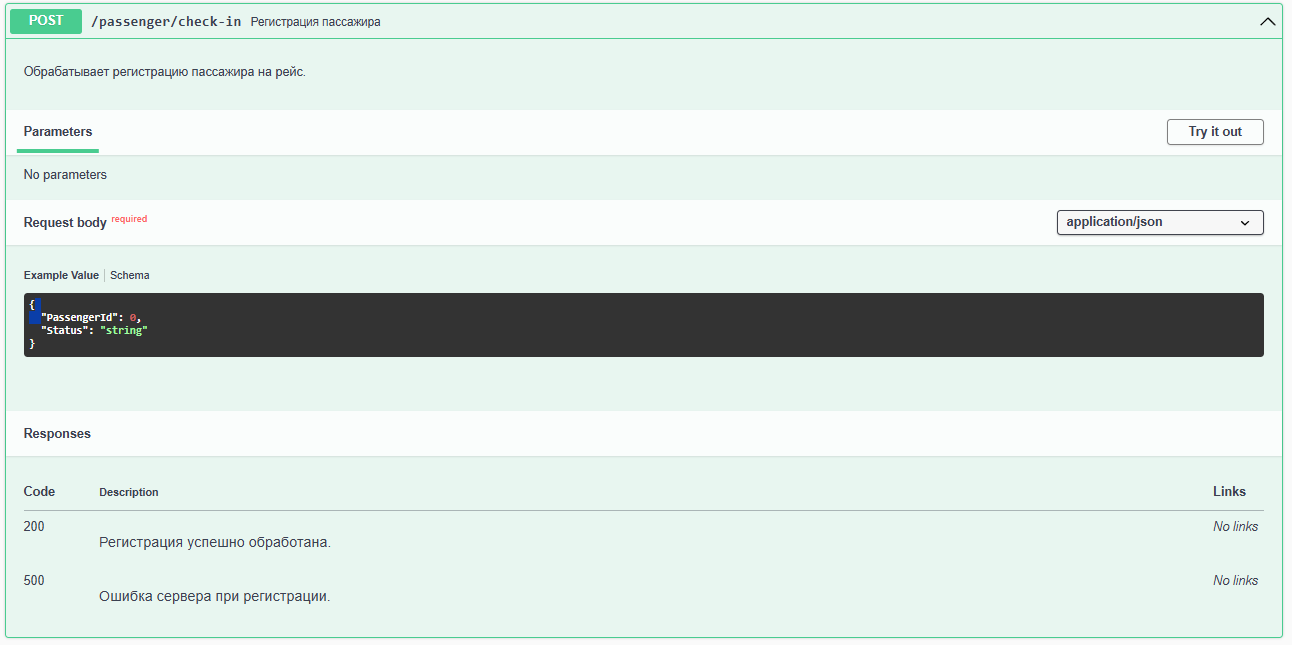 POST /passenger/check-in Регистрация пассажира
Обрабатывает регистрацию пассажира на рейс.
Parameters Try it out
No parameters
Request body required application/json
Example Value Schema
{
"PassengerId": 0,
"Status": "string"
}
Responses
Code Description Links
200 No links
Регистрация успешно обработана.
500 No links
Ошибка сервера при регистрации.